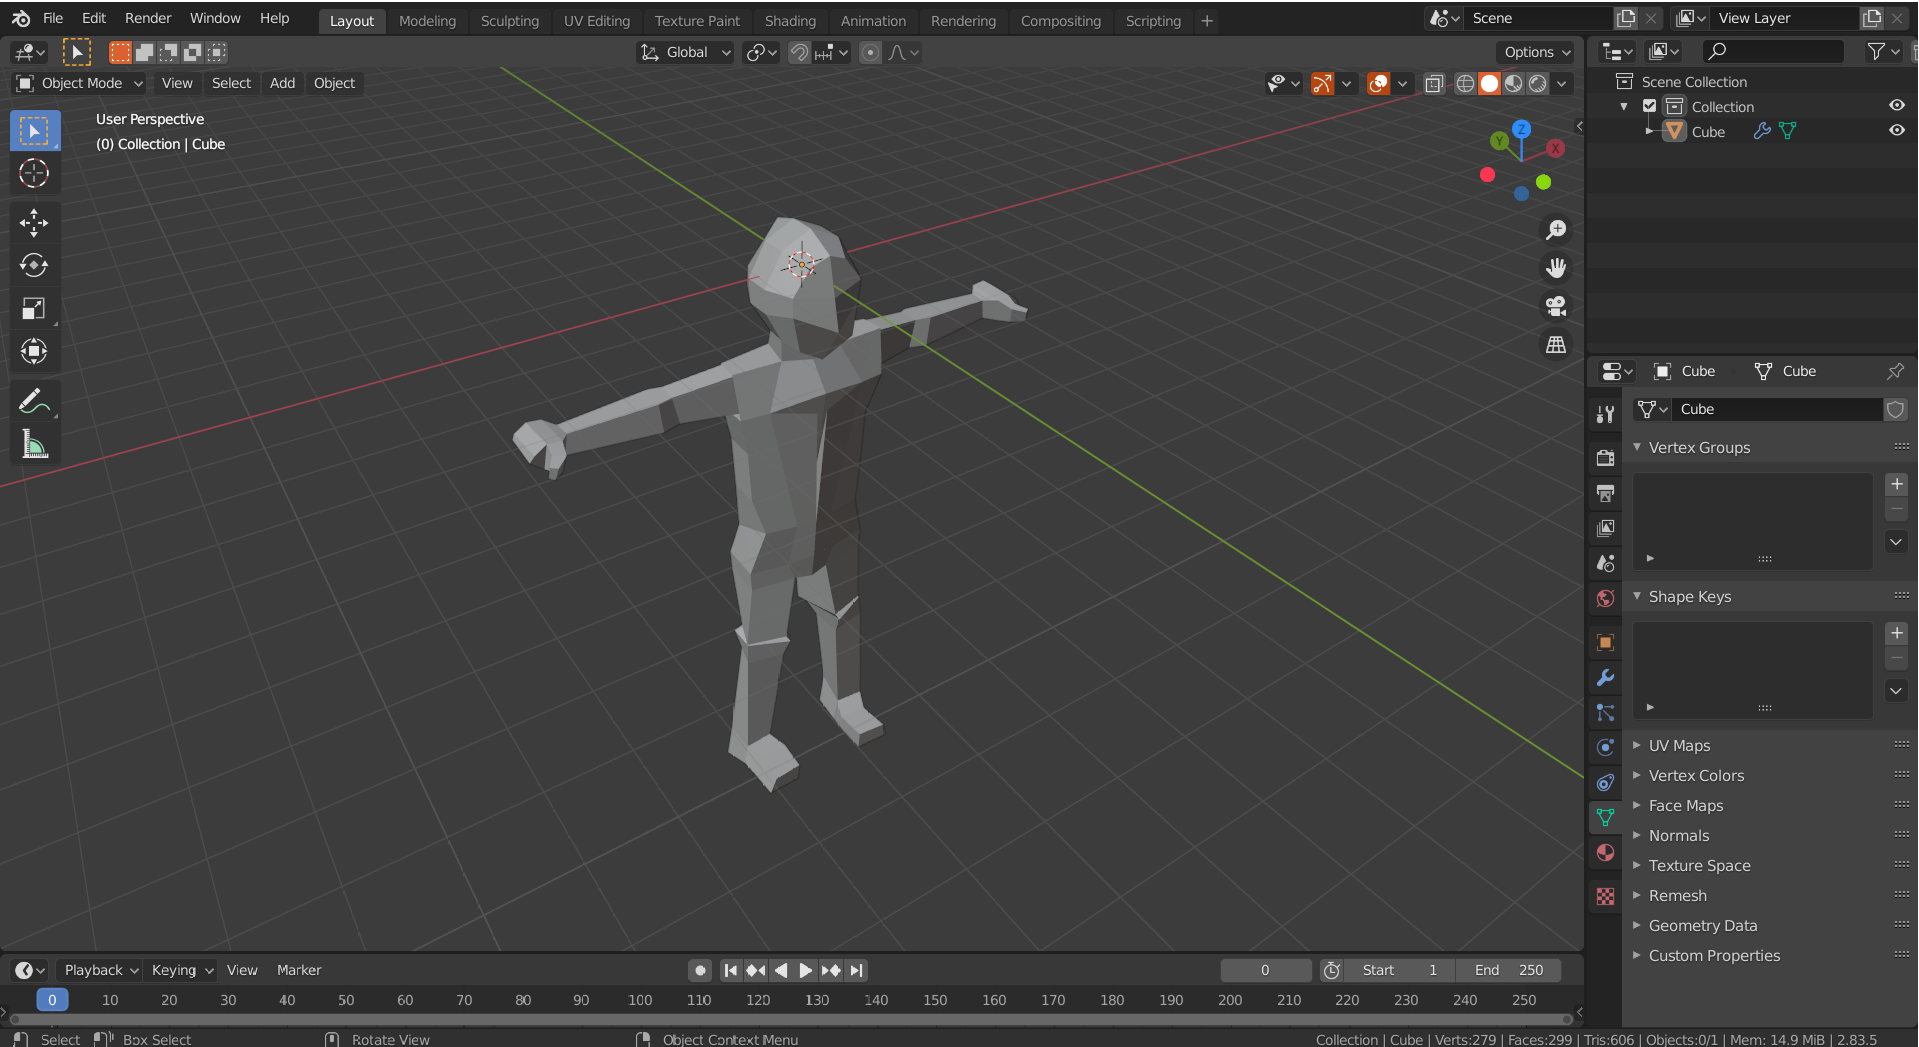 File Edit Render Window Help Layout Modeling Sculpting UV Editing Texture Paint Shading Animation Rendering Compositing Scripting + Scene View Layer
Global Options
Object Mode View Select Add Object
User Perspective
(0) Collection | Cube
Z
Y
X
Scene Collection
Collection
Cube
Cube Cube
Cube
Vertex Groups
Shape Keys
UV Maps
Vertex Colors
Face Maps
Normals
Texture Space
Remesh
Geometry Data
Custom Properties
Playback Keying View Marker 0 Start 1 End 250
0 10 20 30 40 50 60 70 80 90 100 110 120 130 140 150 160 170 180 190 200 210 220 230 240 250
Select Box Select Rotate View Object Context Menu Collection | Cube | Verts:279 | Faces:299 | Tris:606 | Objects:0/1 | Mem: 14.9 MiB | 2.83.5